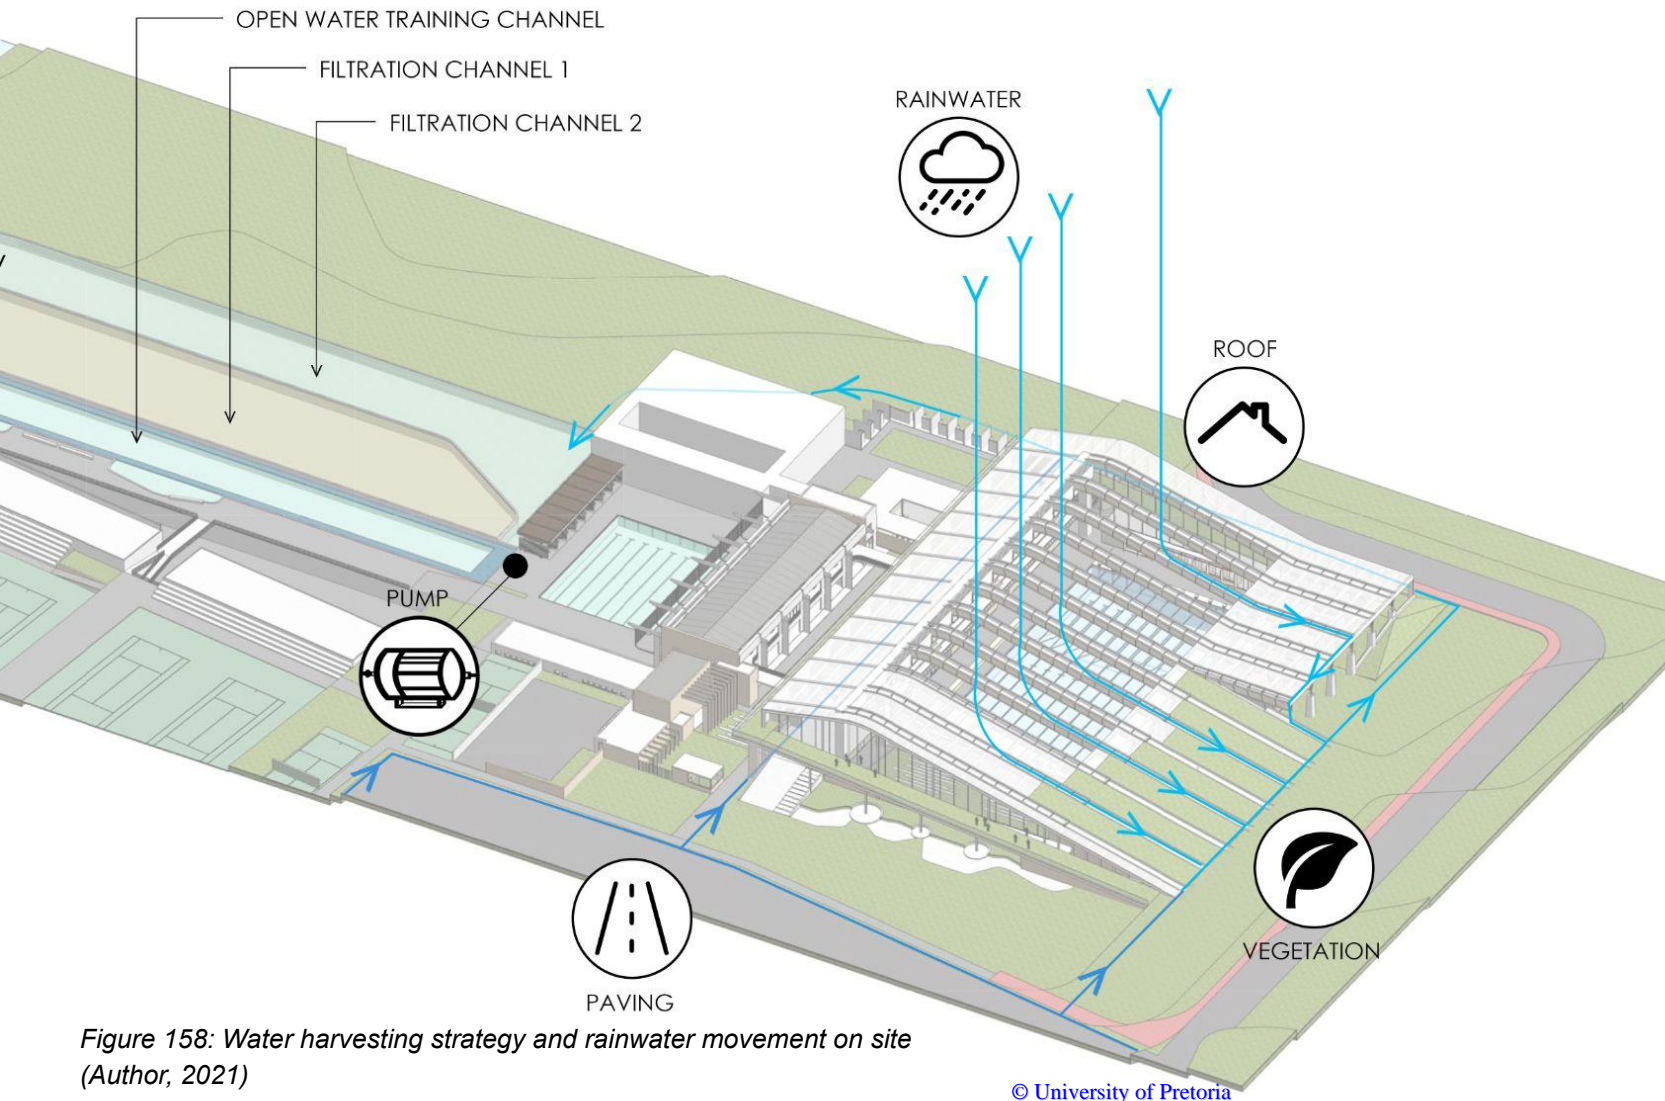 OPEN WATER TRAINING CHANNEL
FILTRATION CHANNEL 1
FILTRATION CHANNEL 2
RAINWATER
ROOF
PUMP
VEGETATION
PAVING
Figure 158: Water harvesting strategy and rainwater movement on site
(Author, 2021)
© University of Pretoria